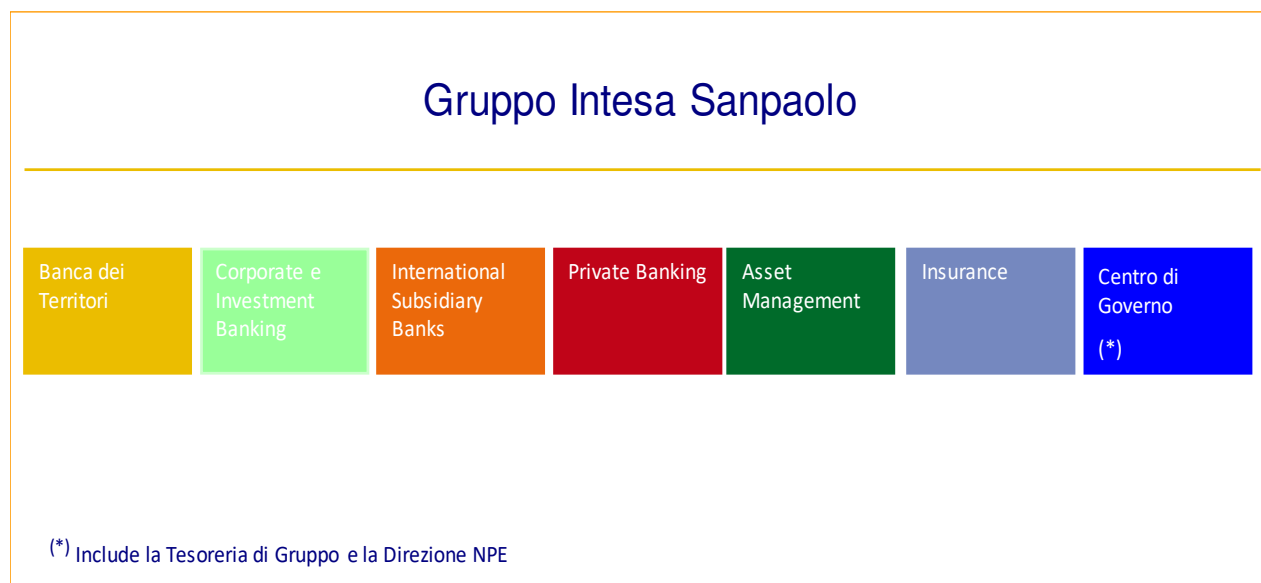 Gruppo Intesa Sanpaolo
Banca dei
Territori
Corporate e
Investment
Banking
International
Subsidiary
Banks
Private Banking
Asset
Management
Insurance
Centro di
Governo
(*)
(*) Include la Tesoreria di Gruppo e la Direzione NPE